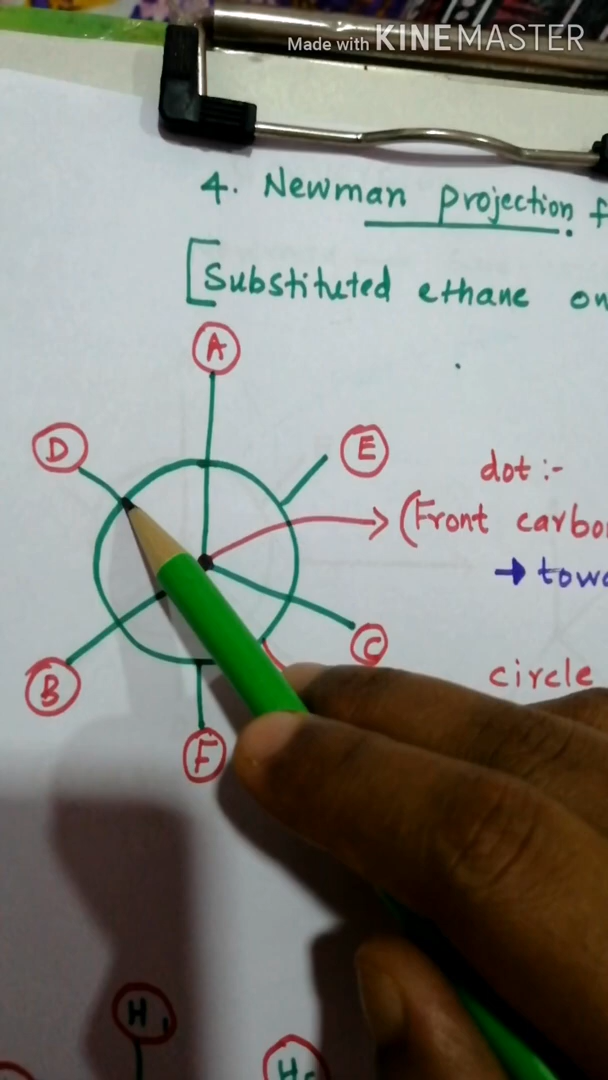 Made with KINEMASTER
4. Newman projection.
[Substituted ethane
A
D
E
dot :-
(Front
C
B
circle
F
H